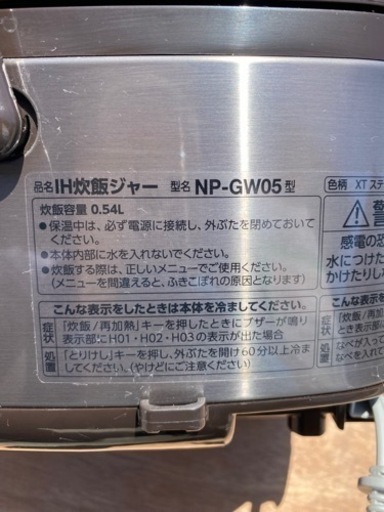 品名 IH炊飯ジャー 型名 NP-GW05型
色柄 XT ステ
炊飯容量 0.54L
●保温中は、必ず電源に接続し、外ぶたを閉めておいて
ください。
●本体内部に水を入れないでください。
●炊飯する際は、正しいメニューでご使用ください。
(メニューを間違えると、ふきこぼれの原因となります)
こんな表示をしたときは本体を冷ましてください。
症状 「炊飯/再加熱」キーを押したときにブザーが鳴り
表示部にH01・H02・H03の表示が出た場合
処置 「とりけし」キーを押し、外ぶたを開け60分以上冷ま
してください。(やけどにご注意ください)
警
感電の恐
水につけた
かけたりしな
こんな表示
症状 「炊飯/再
とき表示
処置 なべが入って
なべを入れて